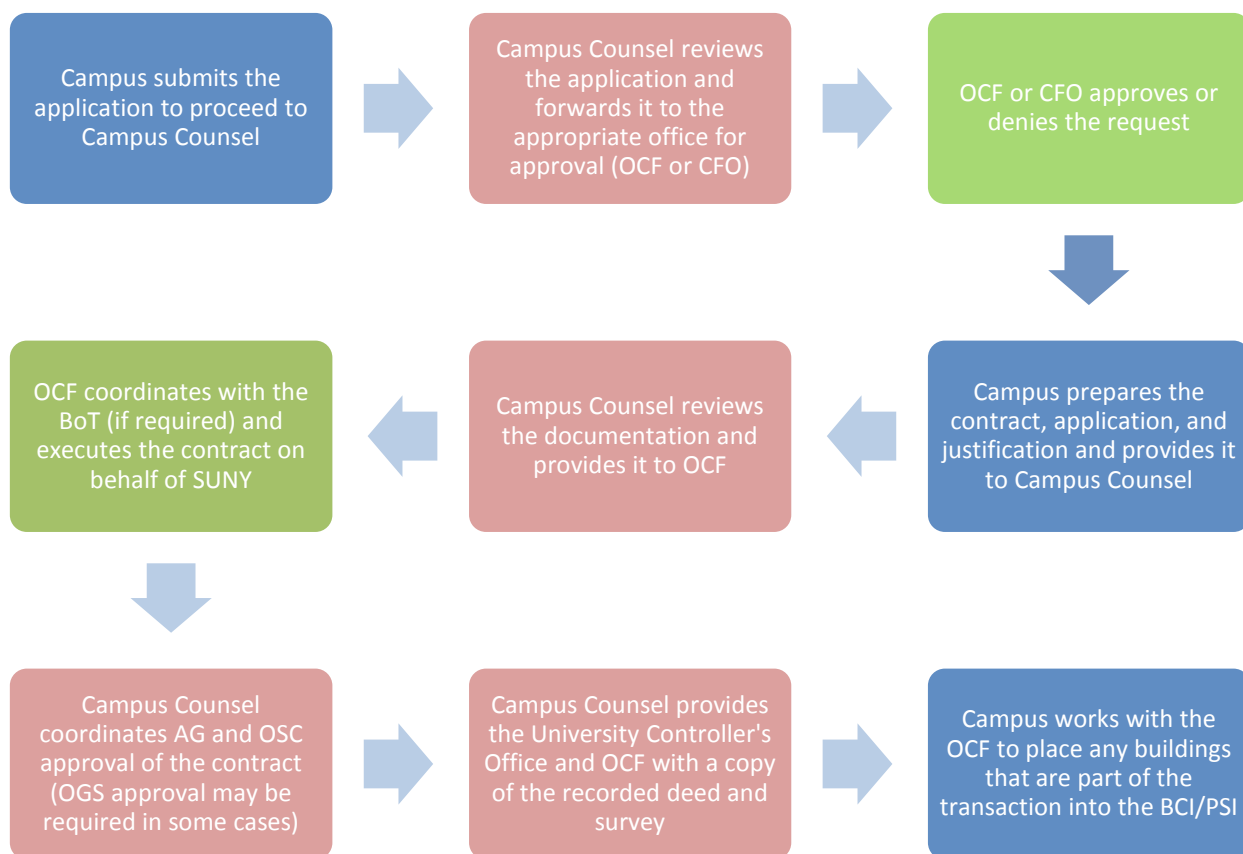 Campus submits the
application to proceed to
Campus Counsel
Campus Counsel reviews
the application and
forwards it to the
appropriate office for
approval (OCF or CFO)
OCF or CFO approves or
denies the request
Campus prepares the
contract, application, and
justification and provides it
to Campus Counsel
Campus Counsel reviews
the documentation and
provides it to OCF
OCF coordinates with the
BoT (if required) and
executes the contract on
behalf of SUNY
Campus Counsel
coordinates AG and OSC
approval of the contract
(OGS approval may be
required in some cases)
Campus Counsel provides
the University Controller's
Office and OCF with a copy
of the recorded deed and
survey
Campus works with the
OCF to place any buildings
that are part of the
transaction into the BCI/PSI